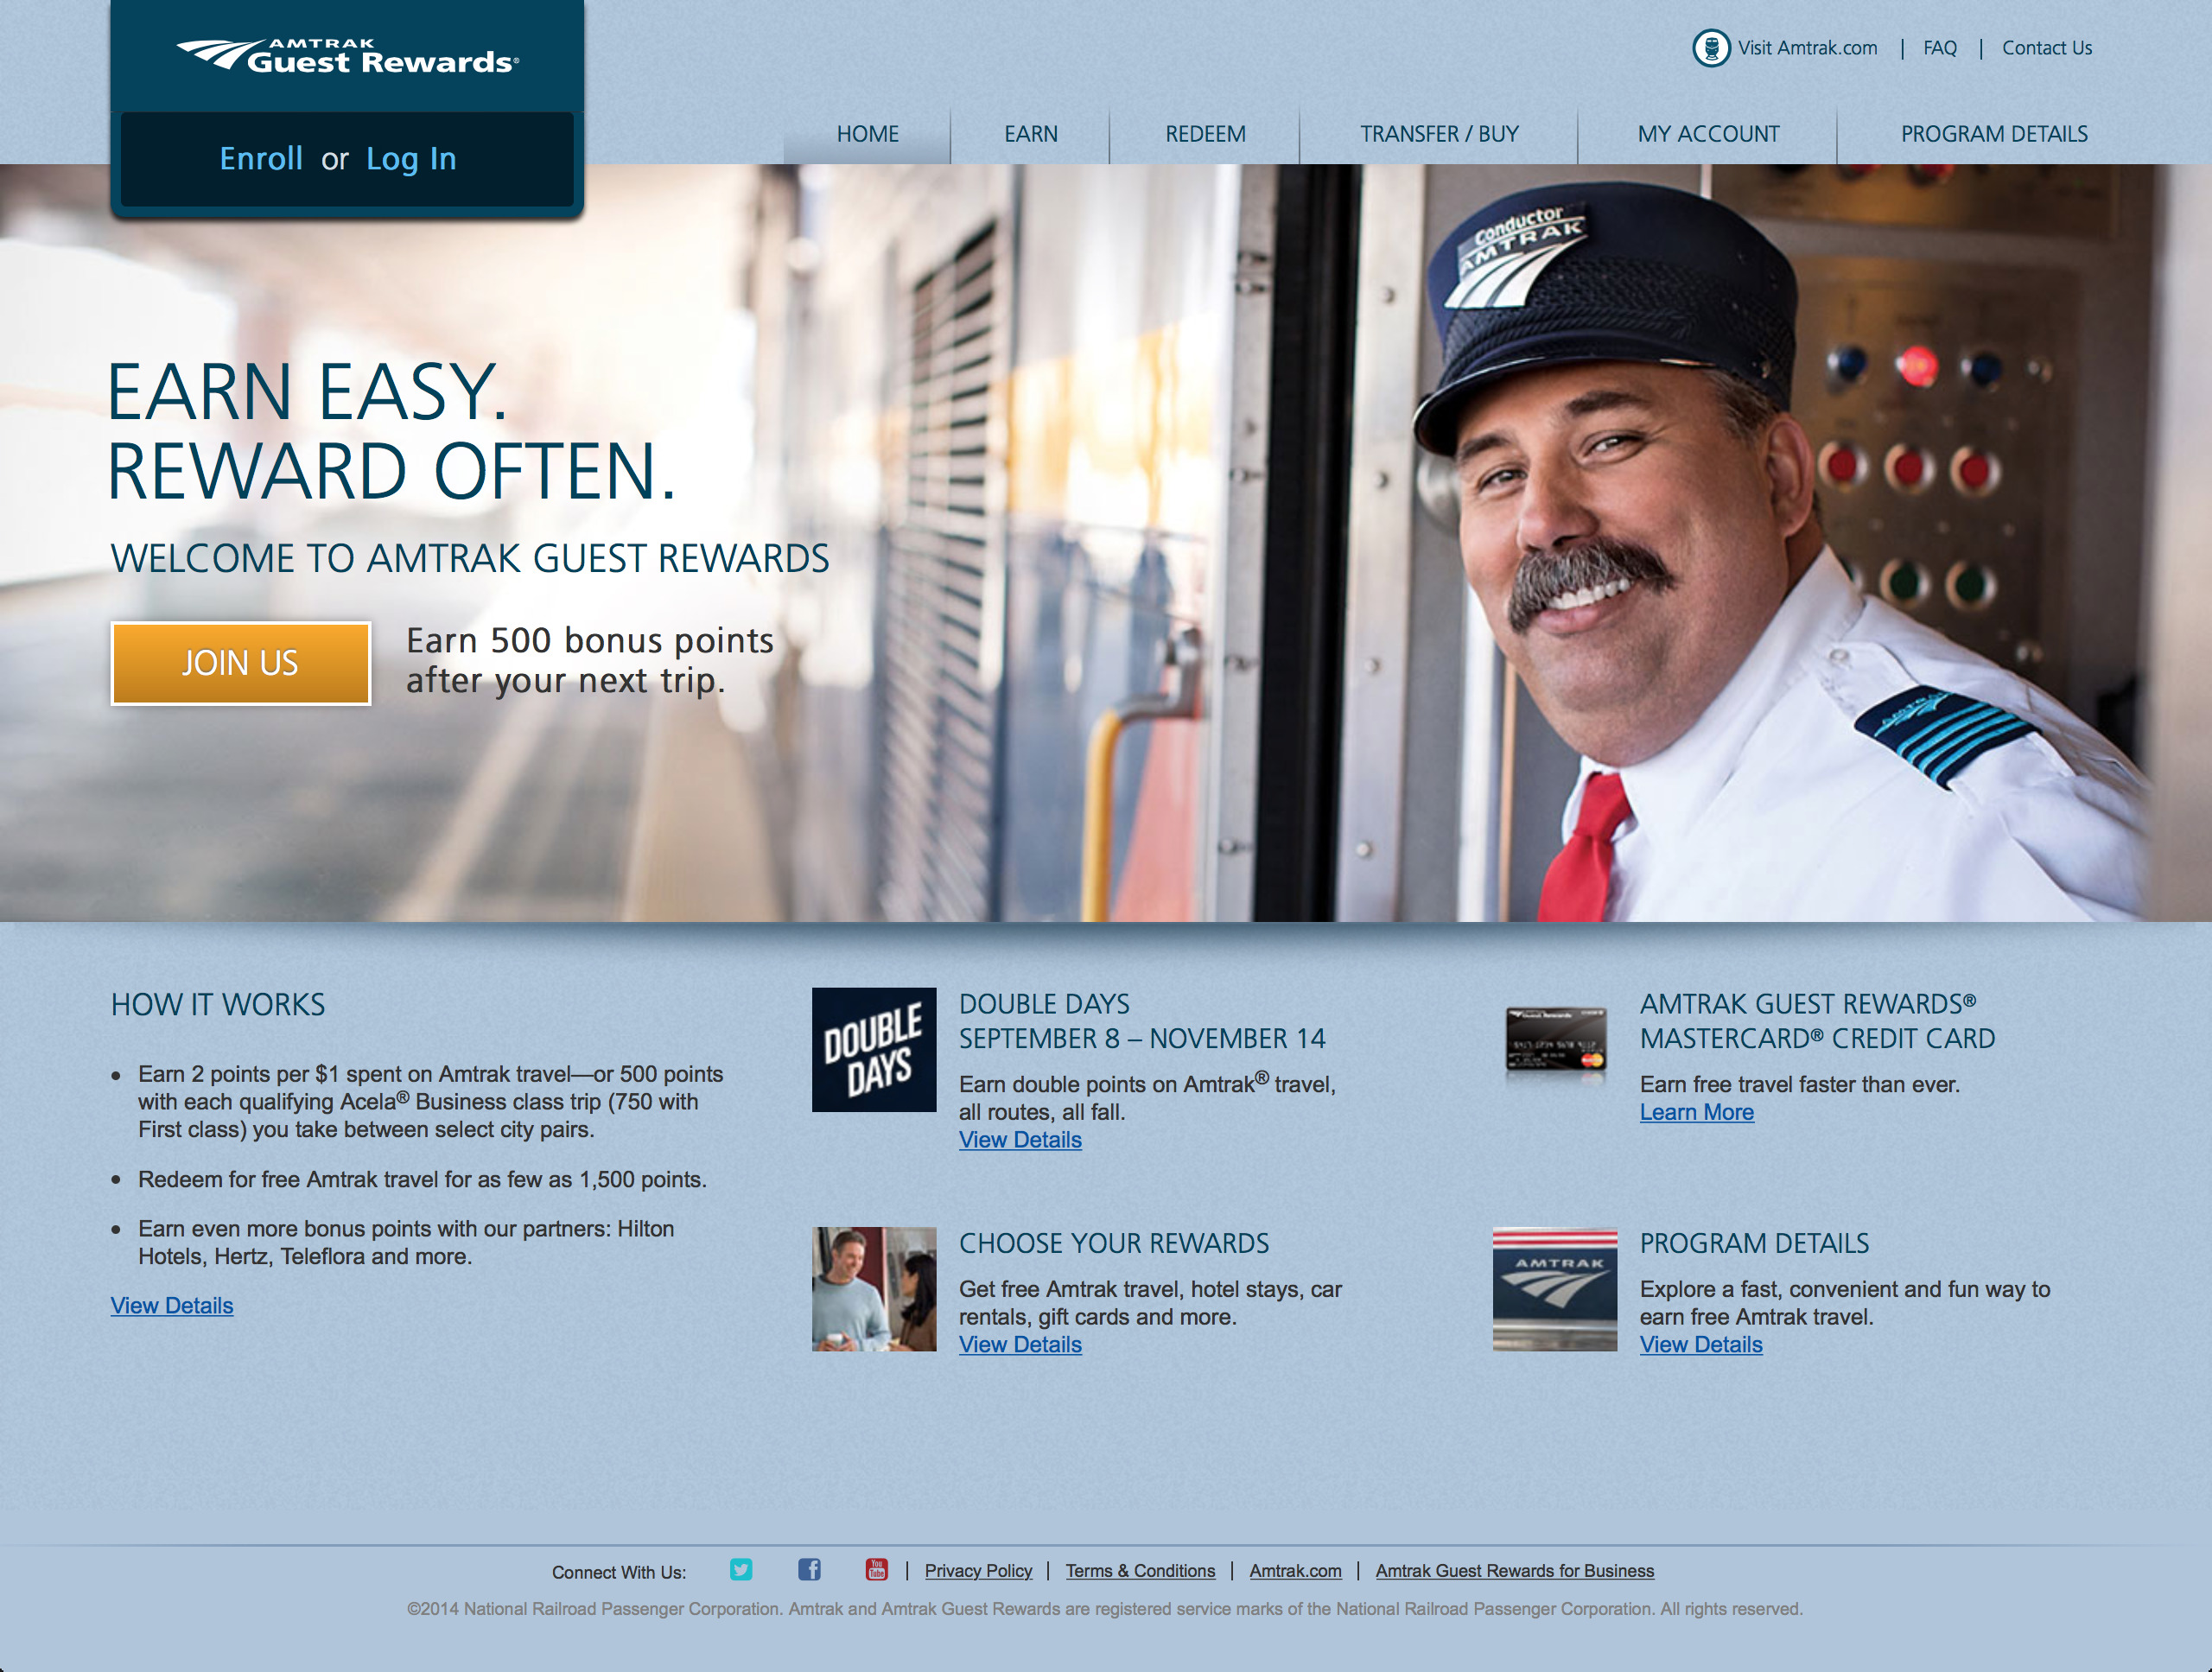 AMTRAK
Guest Rewards®
Visit Amtrak.com | FAQ | Contact Us
Enroll or Log In
HOME
EARN
REDEEM
TRANSFER / BUY
MY ACCOUNT
PROGRAM DETAILS
Conductor
AMTRAK
EARN EASY.
REWARD OFTEN.
WELCOME TO AMTRAK GUEST REWARDS
JOIN US
Earn 500 bonus points
after your next trip.
AMTRAK
HOW IT WORKS
• Earn 2 points per $1 spent on Amtrak travel—or 500 points
with each qualifying Acela® Business class trip (750 with
First class) you take between select city pairs.
• Redeem for free Amtrak travel for as few as 1,500 points.
• Earn even more bonus points with our partners: Hilton
Hotels, Hertz, Teleflora and more.
View Details
DOUBLE
DAYS
DOUBLE DAYS
SEPTEMBER 8 – NOVEMBER 14
Earn double points on Amtrak® travel,
all routes, all fall.
View Details
Guest Rewards
AMTRAK GUEST REWARDS®
MASTERCARD® CREDIT CARD
Earn free travel faster than ever.
Learn More
CHOOSE YOUR REWARDS
Get free Amtrak travel, hotel stays, car
rentals, gift cards and more.
View Details
AMTRAK
PROGRAM DETAILS
Explore a fast, convenient and fun way to
earn free Amtrak travel.
View Details
Connect With Us: You Tube | Privacy Policy | Terms & Conditions | Amtrak.com | Amtrak Guest Rewards for Business
©2014 National Railroad Passenger Corporation. Amtrak and Amtrak Guest Rewards are registered service marks of the National Railroad Passenger Corporation. All rights reserved.